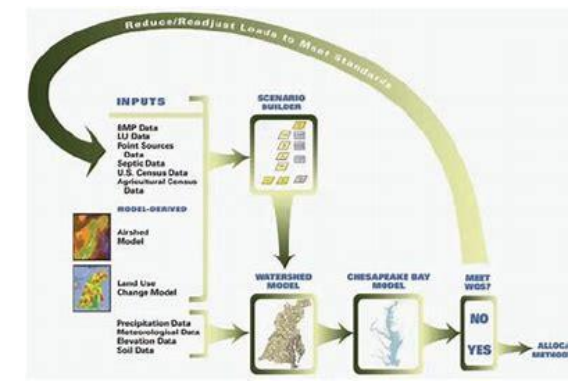 Reduce/Readjust Loads to Meet Standards
INPUTS
BMP Data
LU Data
Point Sources
Data
Septic Data
U.S. Census Data
Agricultural Census
Data
MODEL-DERIVED
Airshed
Model
Land Use
Change Model
Precipitation Data
Meteorological Data
Elevation Data
Soil Data
SCENARIO
BUILDER
WATERSHED
MODEL
CHESAPEAKE BAY
MODEL
MEET
WQS?
NO
YES
ALLOCA
METHOD